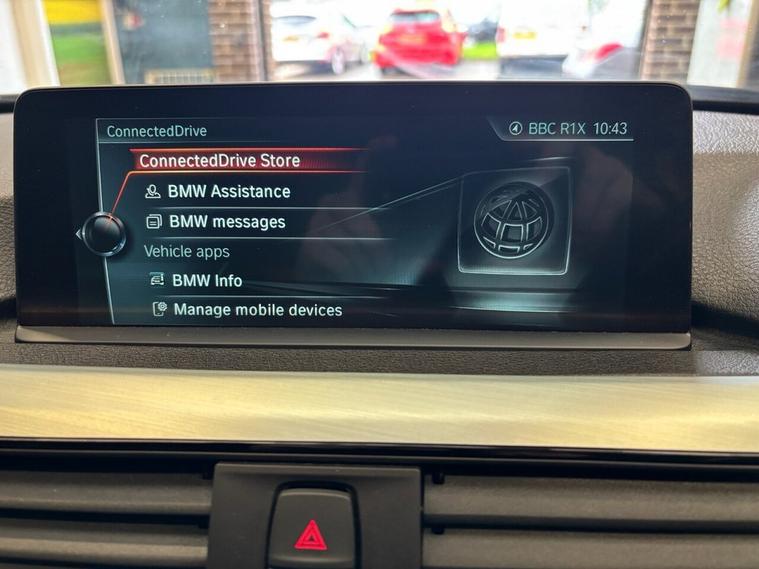 ConnectedDrive
BBC R1X 10:43
ConnectedDrive Store
BMW Assistance
BMW messages
Vehicle apps
BMW Info
Manage mobile devices